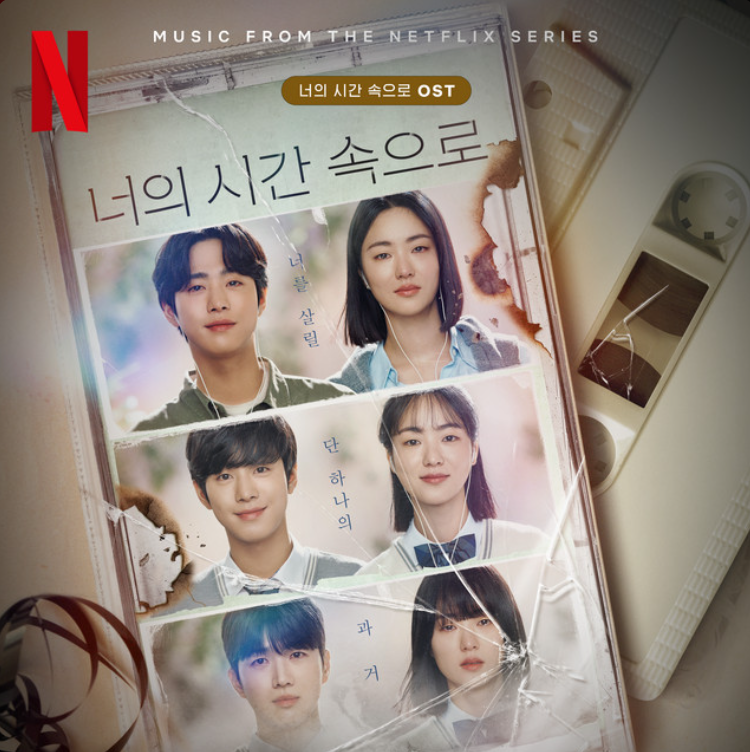 MUSIC FROM THE NETFLIX SERIES
N
너의 시간 속으로 OST
너의 시간 속으로
너를 살릴
단 하나의
과거